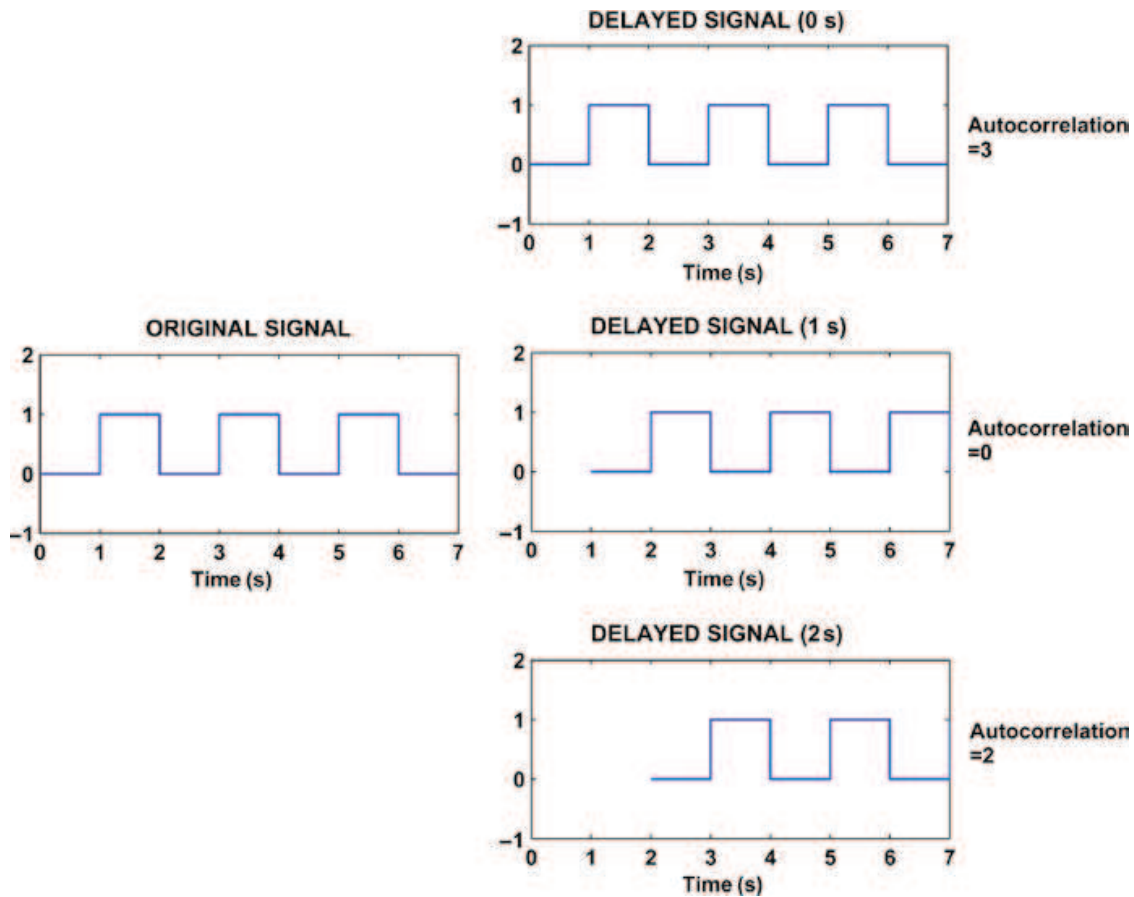 DELAYED SIGNAL (0 s)
2
1
0
–1
0 1 2 3 4 5 6 7
Time (s)
Autocorrelation
=3
ORIGINAL SIGNAL
2
1
0
–1
0 1 2 3 4 5 6 7
Time (s)
DELAYED SIGNAL (1 s)
2
1
0
–1
0 1 2 3 4 5 6 7
Time (s)
Autocorrelation
=0
DELAYED SIGNAL (2 s)
2
1
0
–1
0 1 2 3 4 5 6 7
Time (s)
Autocorrelation
=2